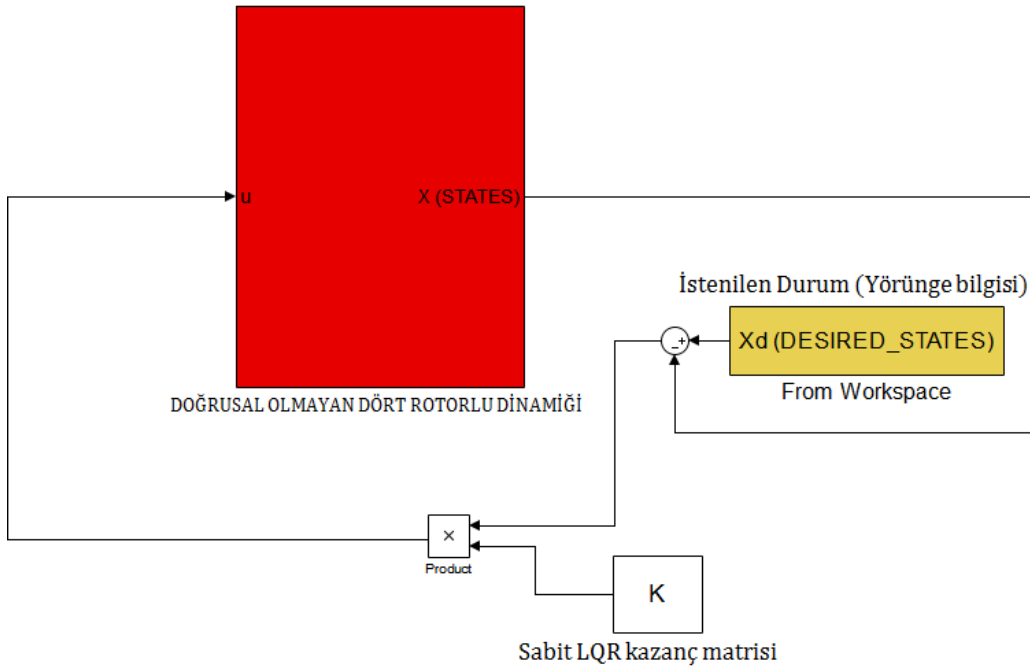 u
X (STATES)
DOĞRUSAL OLMAYAN DÖRT ROTORLU DİNAMİĞİ
İstenilen Durum (Yörünge bilgisi)
Xd (DESIRED_STATES)
From Workspace
- +
×
Product
K
Sabit LQR kazanç matrisi